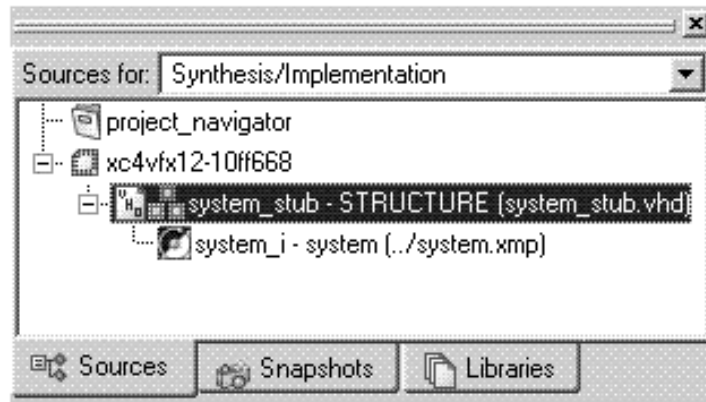 Sources for: Synthesis/Implementation
project_navigator
xc4vfx12-10ff668
system_stub - STRUCTURE (system_stub.vhd)
system_i - system (../system.xmp)
Sources Snapshots Libraries